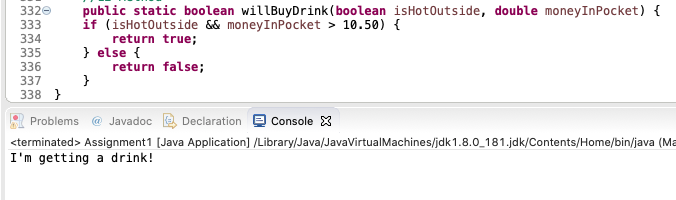 332 public static boolean willBuyDrink(boolean isHotOutside, double moneyInPocket) {
333 if (isHotOutside && moneyInPocket > 10.50) {
334 return true;
335 } else {
336 return false;
337 }
338 }
Problems @ Javadoc Declaration Console
<terminated> Assignment1 [Java Application] /Library/Java/JavaVirtualMachines/jdk1.8.0_181.jdk/Contents/Home/bin/java (Ma
I'm getting a drink!